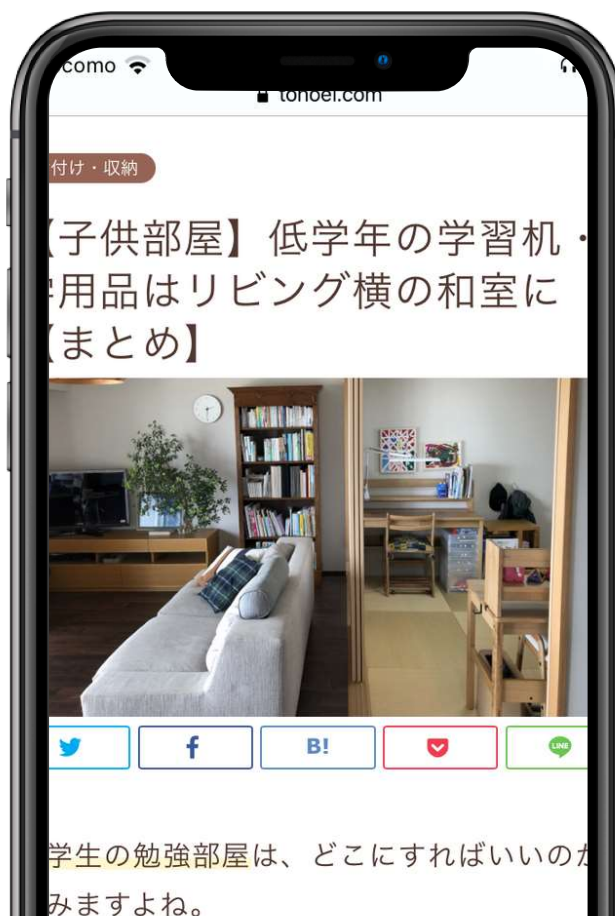 como
tonoel.com
付け・収納
【子供部屋】低学年の学習机・
用品はリビング横の和室に
【まとめ】
f B! LINE
学生の勉強部屋は、どこにすればいいのか
みますよね。